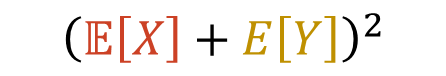 (𝔼[X] + E[Y])²